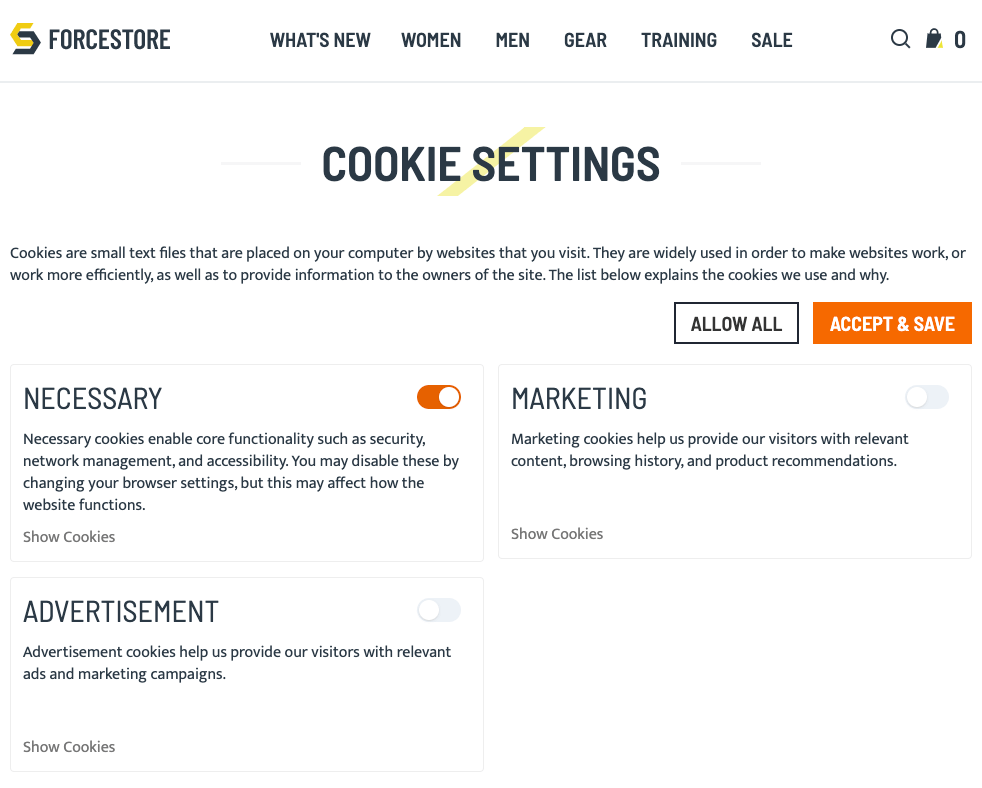 FORCESTORE
WHAT'S NEW WOMEN MEN GEAR TRAINING SALE
0
COOKIE SETTINGS
Cookies are small text files that are placed on your computer by websites that you visit. They are widely used in order to make websites work, or
work more efficiently, as well as to provide information to the owners of the site. The list below explains the cookies we use and why.
ALLOW ALL
ACCEPT & SAVE
NECESSARY
Necessary cookies enable core functionality such as security,
network management, and accessibility. You may disable these by
changing your browser settings, but this may affect how the
website functions.
Show Cookies
MARKETING
Marketing cookies help us provide our visitors with relevant
content, browsing history, and product recommendations.
Show Cookies
ADVERTISEMENT
Advertisement cookies help us provide our visitors with relevant
ads and marketing campaigns.
Show Cookies